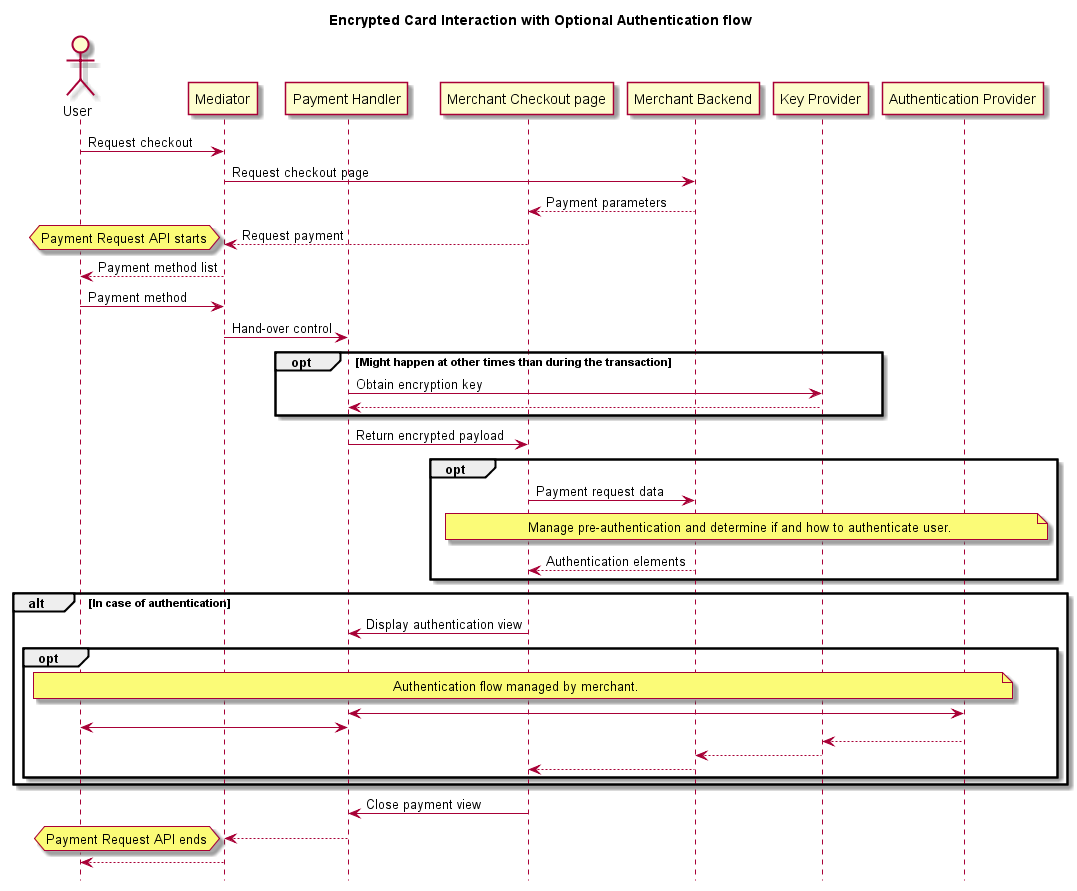 Encrypted Card Interaction with Optional Authentication flow
User
Mediator
Payment Handler
Merchant Checkout page
Merchant Backend
Key Provider
Authentication Provider
Request checkout
Request checkout page
Payment parameters
Payment Request API starts
Request payment
Payment method list
Payment method
Hand-over control
opt
[Might happen at other times than during the transaction]
Obtain encryption key
Return encrypted payload
opt
Payment request data
Manage pre-authentication and determine if and how to authenticate user.
Authentication elements
alt
[In case of authentication]
Display authentication view
opt
Authentication flow managed by merchant.
Close payment view
Payment Request API ends